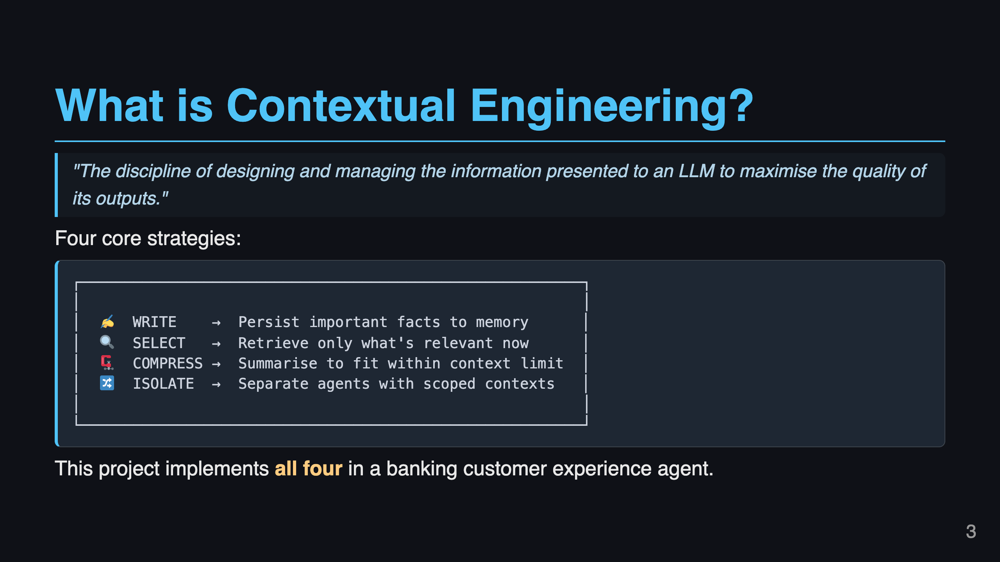 What is Contextual Engineering?
"The discipline of designing and managing the information presented to an LLM to maximise the quality of
its outputs."
Four core strategies:
✍️ WRITE → Persist important facts to memory
🔍 SELECT → Retrieve only what's relevant now
🗜️ COMPRESS → Summarise to fit within context limit
🔀 ISOLATE → Separate agents with scoped contexts
This project implements all four in a banking customer experience agent.
3